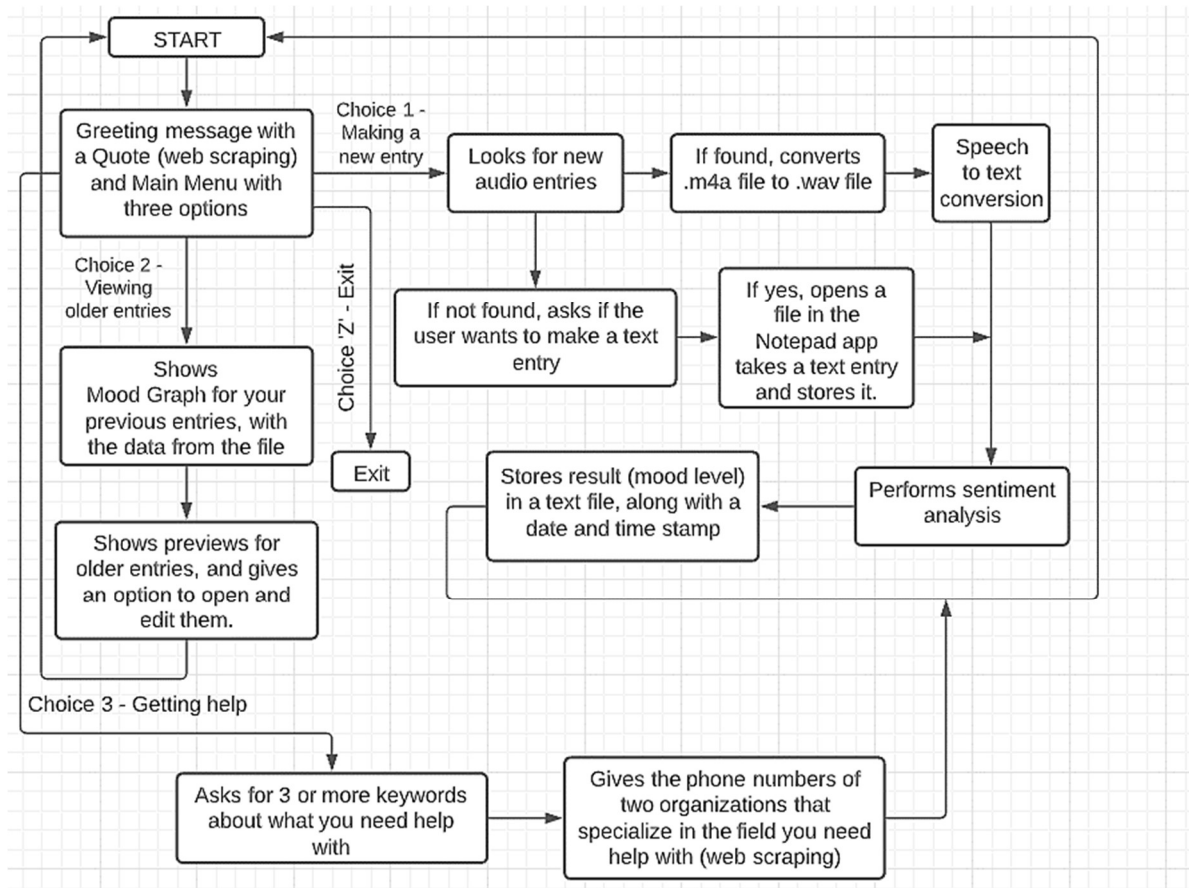 START
Greeting message with
a Quote (web scraping)
and Main Menu with
three options
Choice 1 -
Making a
new entry
Looks for new
audio entries
If found, converts
.m4a file to .wav file
Speech
to text
conversion
Choice 2 -
Viewing
older entries
Choice 'Z' - Exit
If not found, asks if the
user wants to make a text
entry
If yes, opens a
file in the
Notepad app
takes a text entry
and stores it.
Shows
Mood Graph for your
previous entries, with
the data from the file
Exit
Stores result (mood level)
in a text file, along with a
date and time stamp
Performs sentiment
analysis
Shows previews for
older entries, and gives
an option to open and
edit them.
Choice 3 - Getting help
Asks for 3 or more keywords
about what you need help
with
Gives the phone numbers of
two organizations that
specialize in the field you need
help with (web scraping)